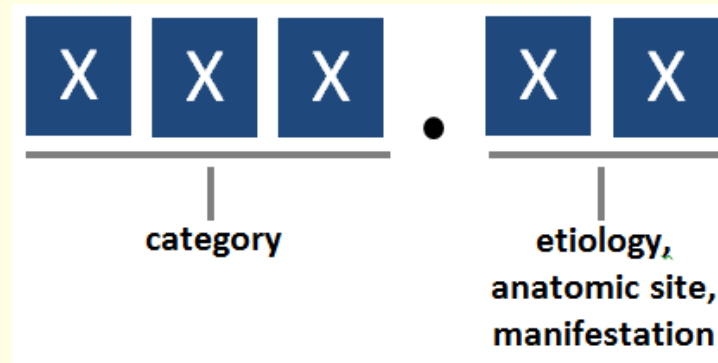 X X X . X X
category
etiology,
anatomic site,
manifestation